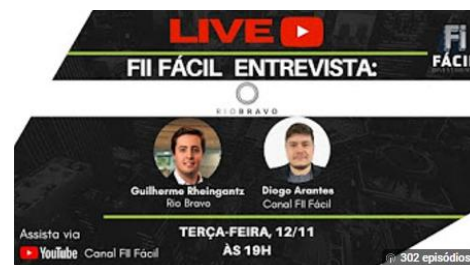 LIVE
Fi
FÁCIL
FII FÁCIL ENTREVISTA:
RIO BRAVO
Guilherme Rheingantz
Rio Bravo
Diogo Arantes
Canal FII Fácil
Assista via
YouTube Canal FII Fácil
TERÇA-FEIRA, 12/11
ÀS 19H
302 episódios